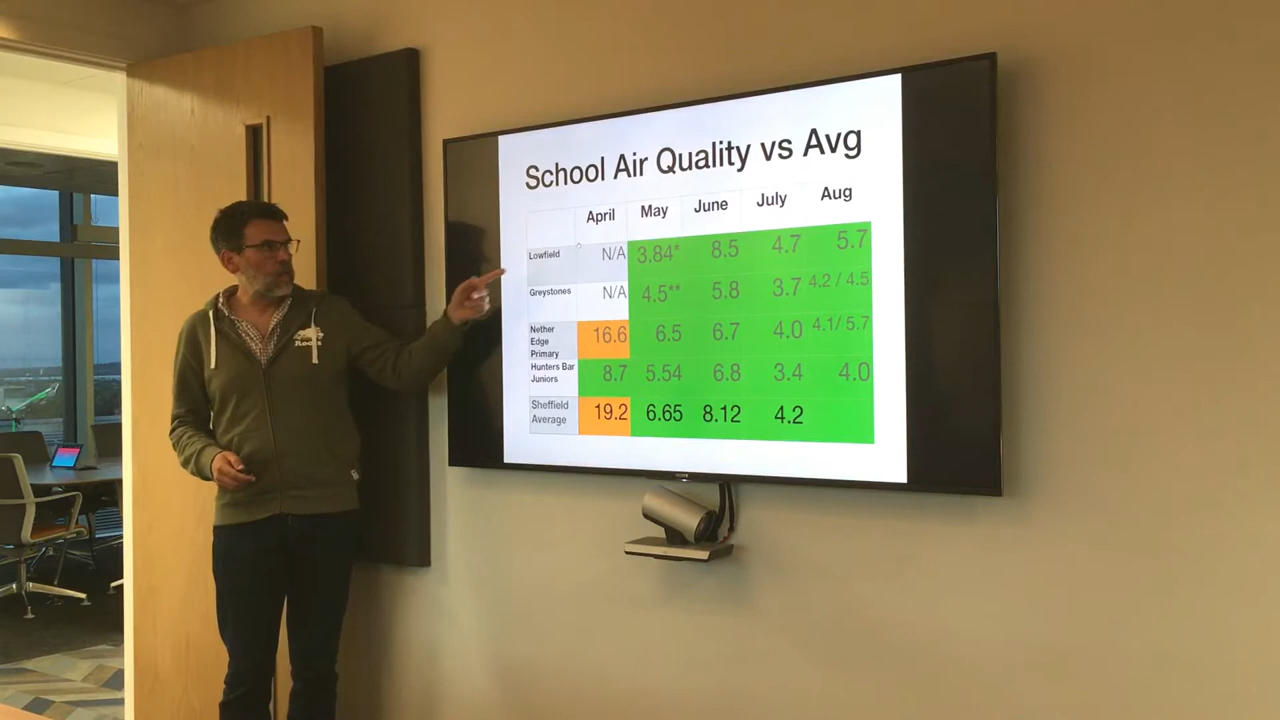 School Air Quality vs Avg
April May June July Aug
Lowfield N/A 3.84* 8.5 4.7 5.7
Greystones N/A 4.5** 5.8 3.7 4.2 / 4.5
Nether
Edge
Primary 16.6 6.5 6.7 4.0 4.1/ 5.7
Hunters Bar
Juniors 8.7 5.54 6.8 3.4 4.0
Sheffield
Average 19.2 6.65 8.12 4.2
Roots
SONY